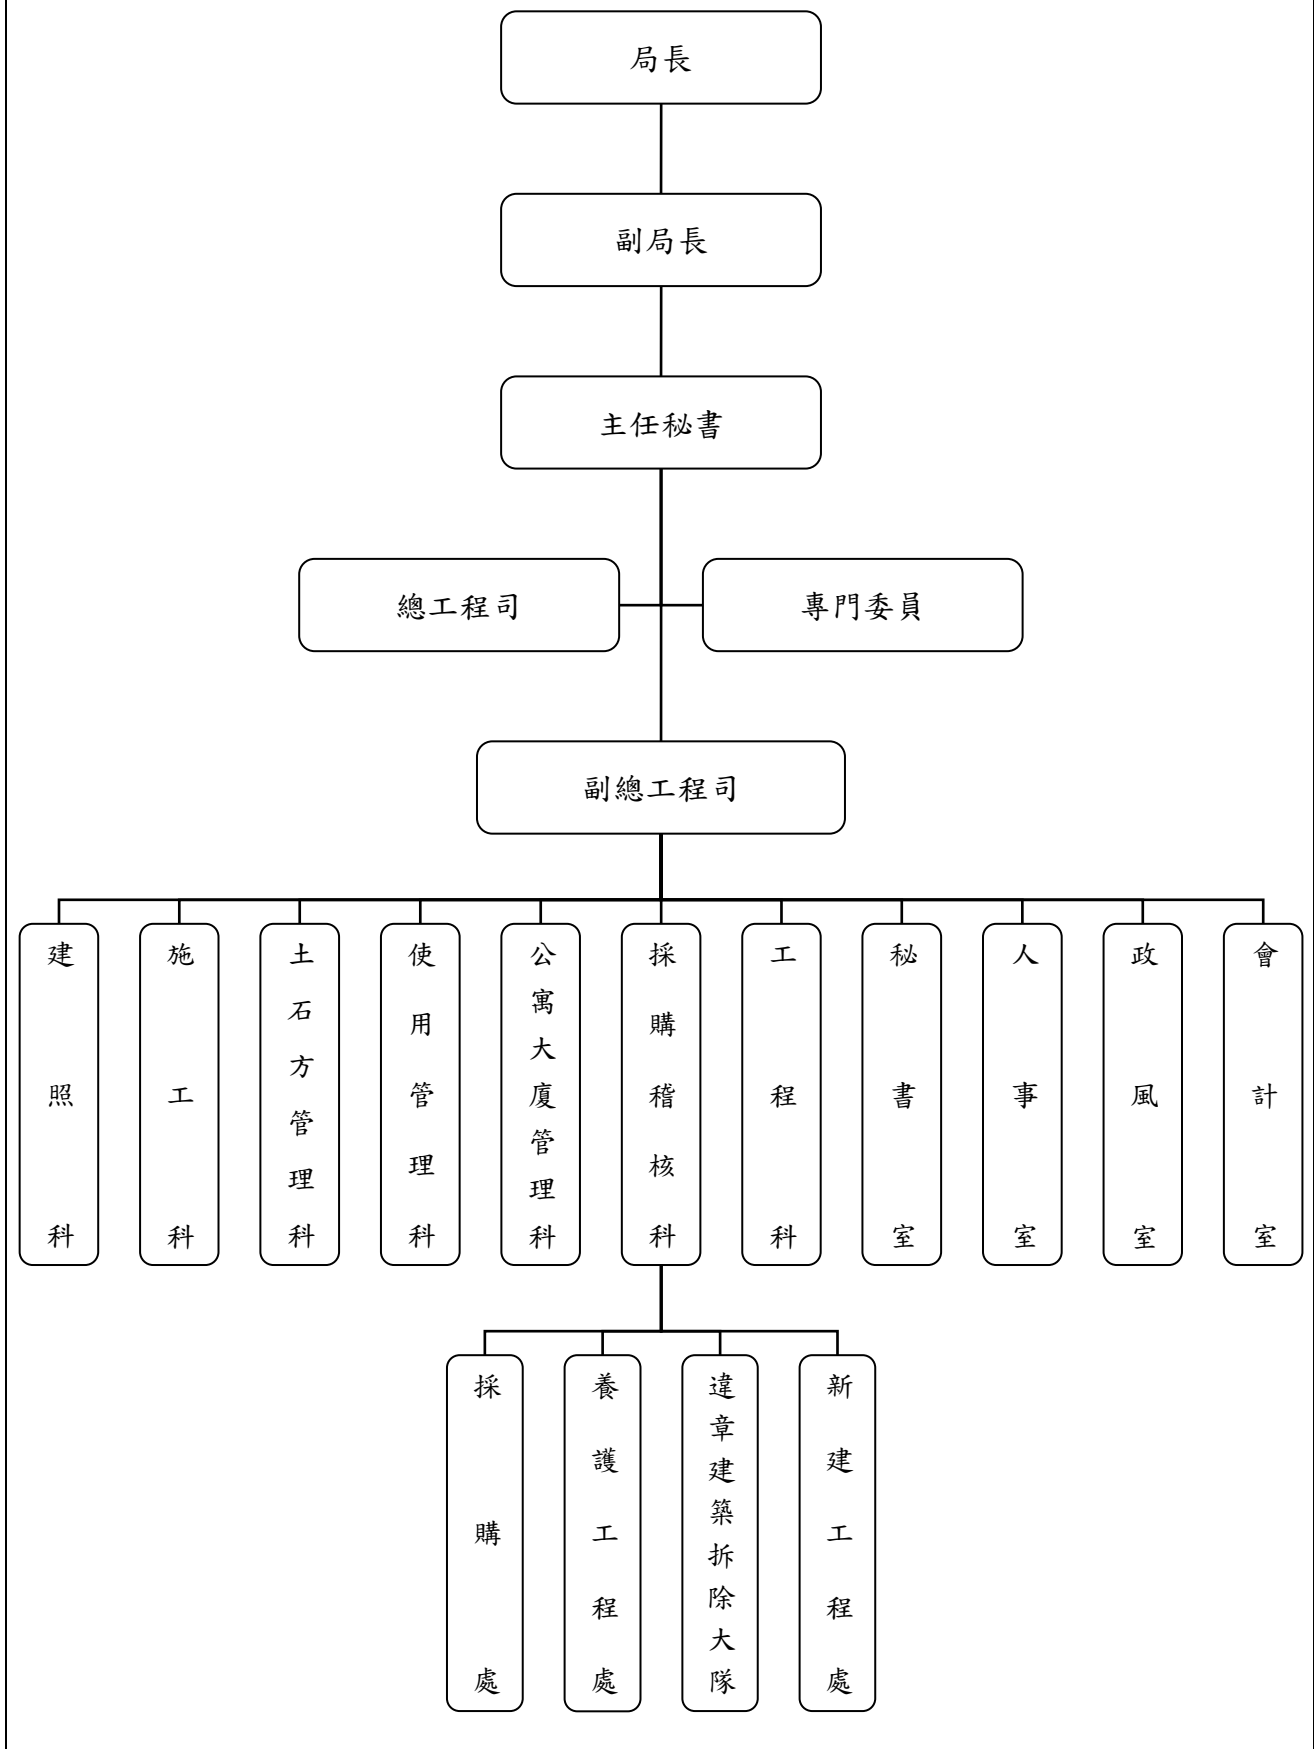 局長
副局長
主任秘書
總工程司
專門委員
副總工程司
建照科
施工科
土石方管理科
使用管理科
公寓大廈管理科
採購稽核科
工程科
秘書室
人事室
政風室
會計室
採購處
養護工程處
違章建築拆除大隊
新建工程處